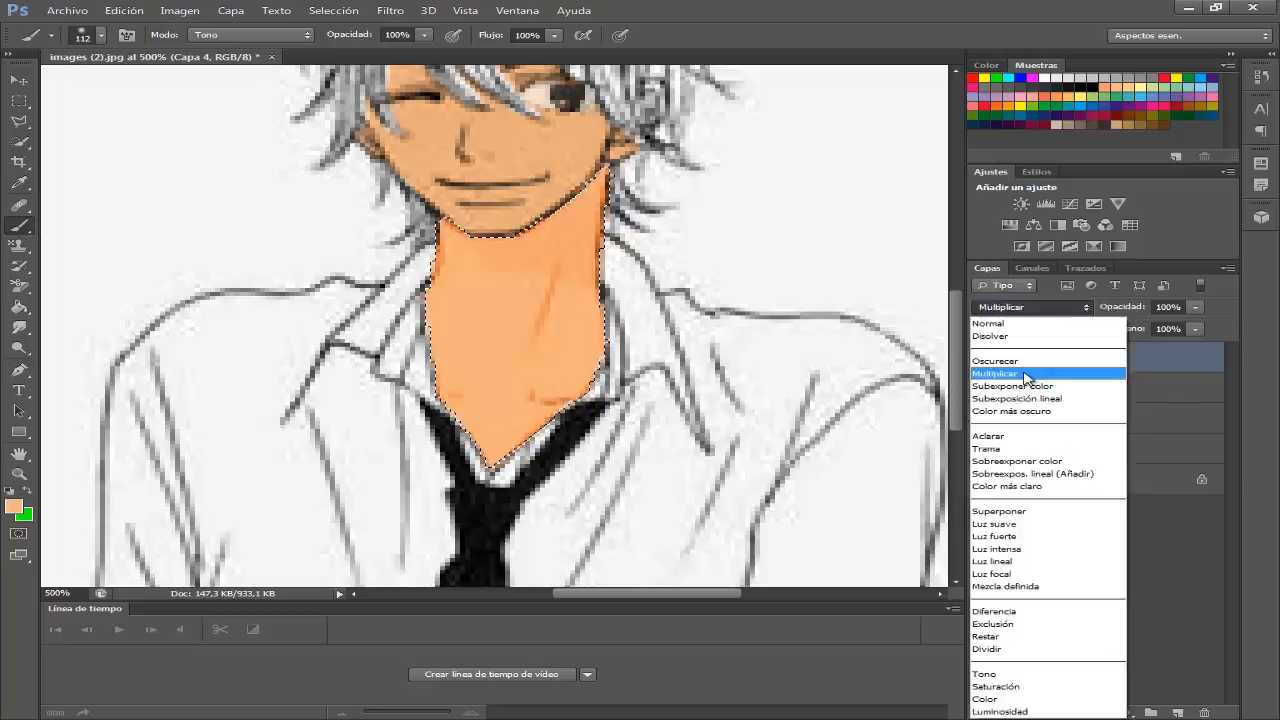 Ps Archivo Edición Imagen Capa Texto Selección Filtro 3D Vista Ventana Ayuda
112 Modo: Tono Opacidad: 100% Flujo: 100% Aspectos esen.
images (2).jpg al 500% (Capa 4, RGB/8) * ×
Color Muestras
Ajustes Estilos
Añadir un ajuste
Capas Canales Trazados
Tipo
Multiplicar Opacidad: 100%
100%
Normal
Disolver
Oscurecer
Multiplicar
Subexponer color
Subexposición lineal
Color más oscuro
Aclarar
Trama
Sobreexponer color
Sobreexpos. lineal (Añadir)
Color más claro
Superponer
Luz suave
Luz fuerte
Luz intensa
Luz lineal
Luz focal
Mezcla definida
Diferencia
Exclusión
Restar
Dividir
Tono
Saturación
Color
Luminosidad
500% Doc: 147,3 KB/933,1 KB
Línea de tiempo
Crear línea de tiempo de vídeo